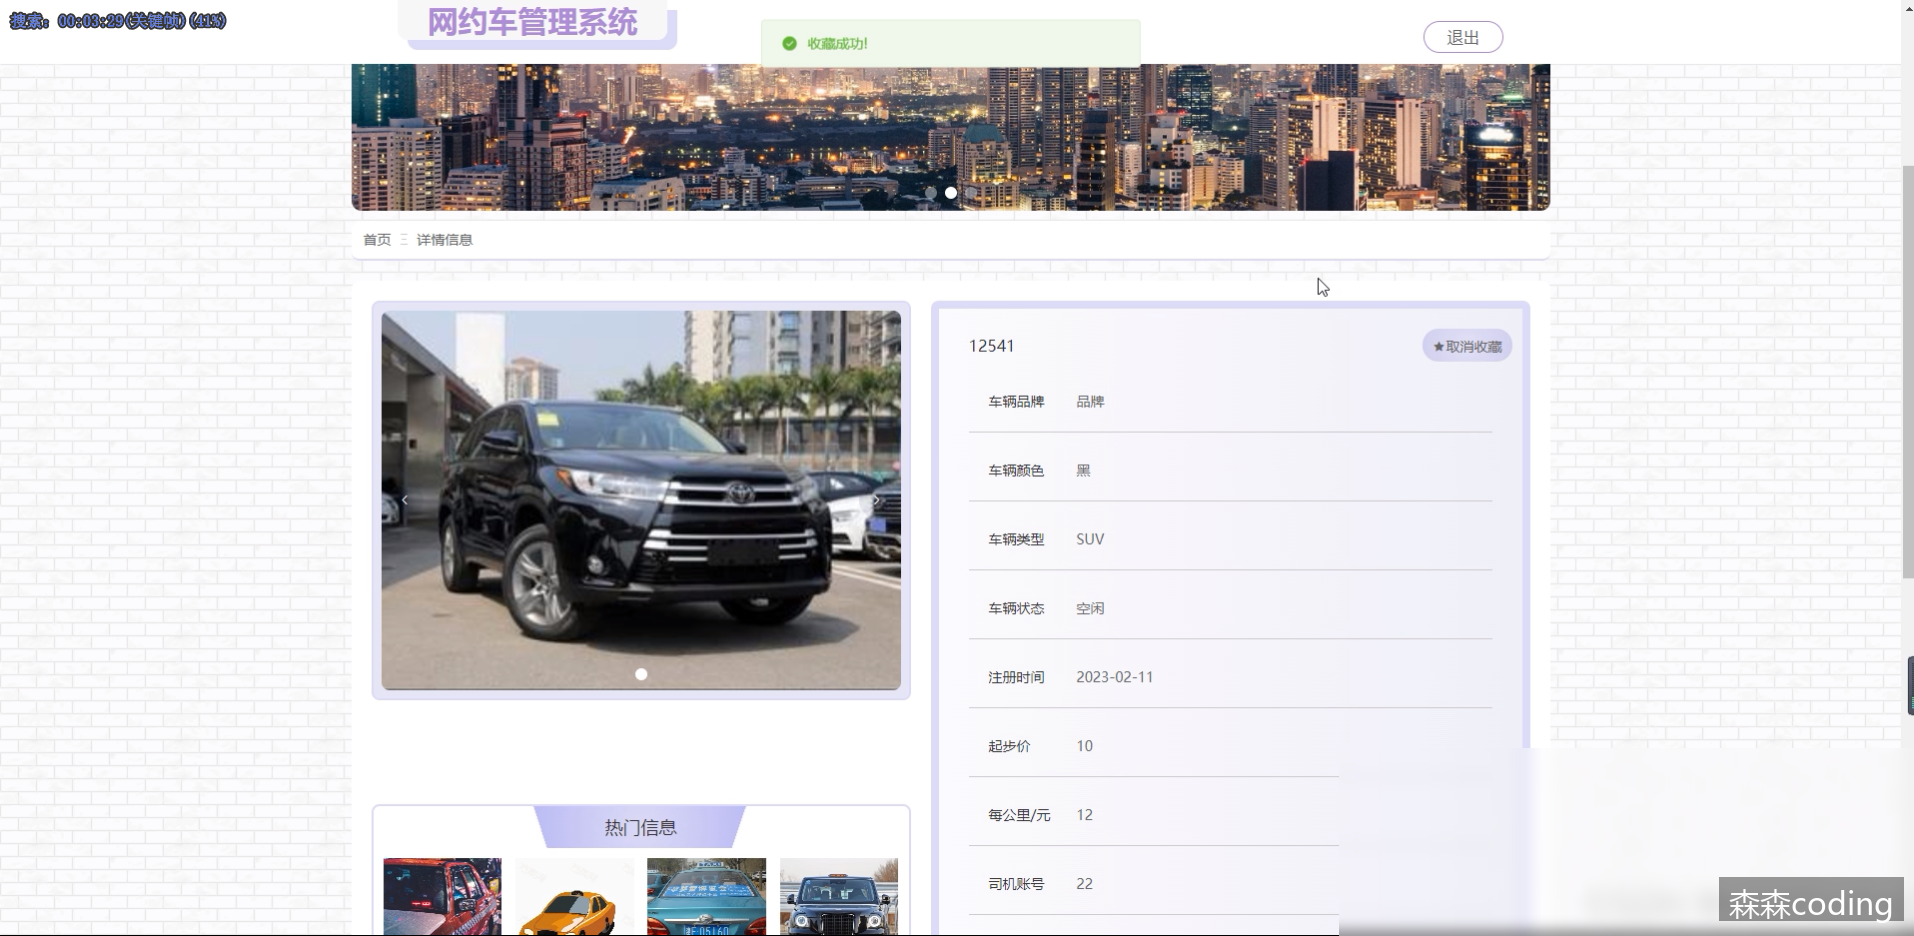 搜索: 00:03:29(关键帧)(41%)
网约车管理系统
收藏成功!
退出
首页 三 详情信息
12541
★取消收藏
车辆品牌 品牌
车辆颜色 黑
车辆类型 SUV
车辆状态 空闲
注册时间 2023-02-11
起步价 10
每公里/元 12
司机账号 22
热门信息
森森coding